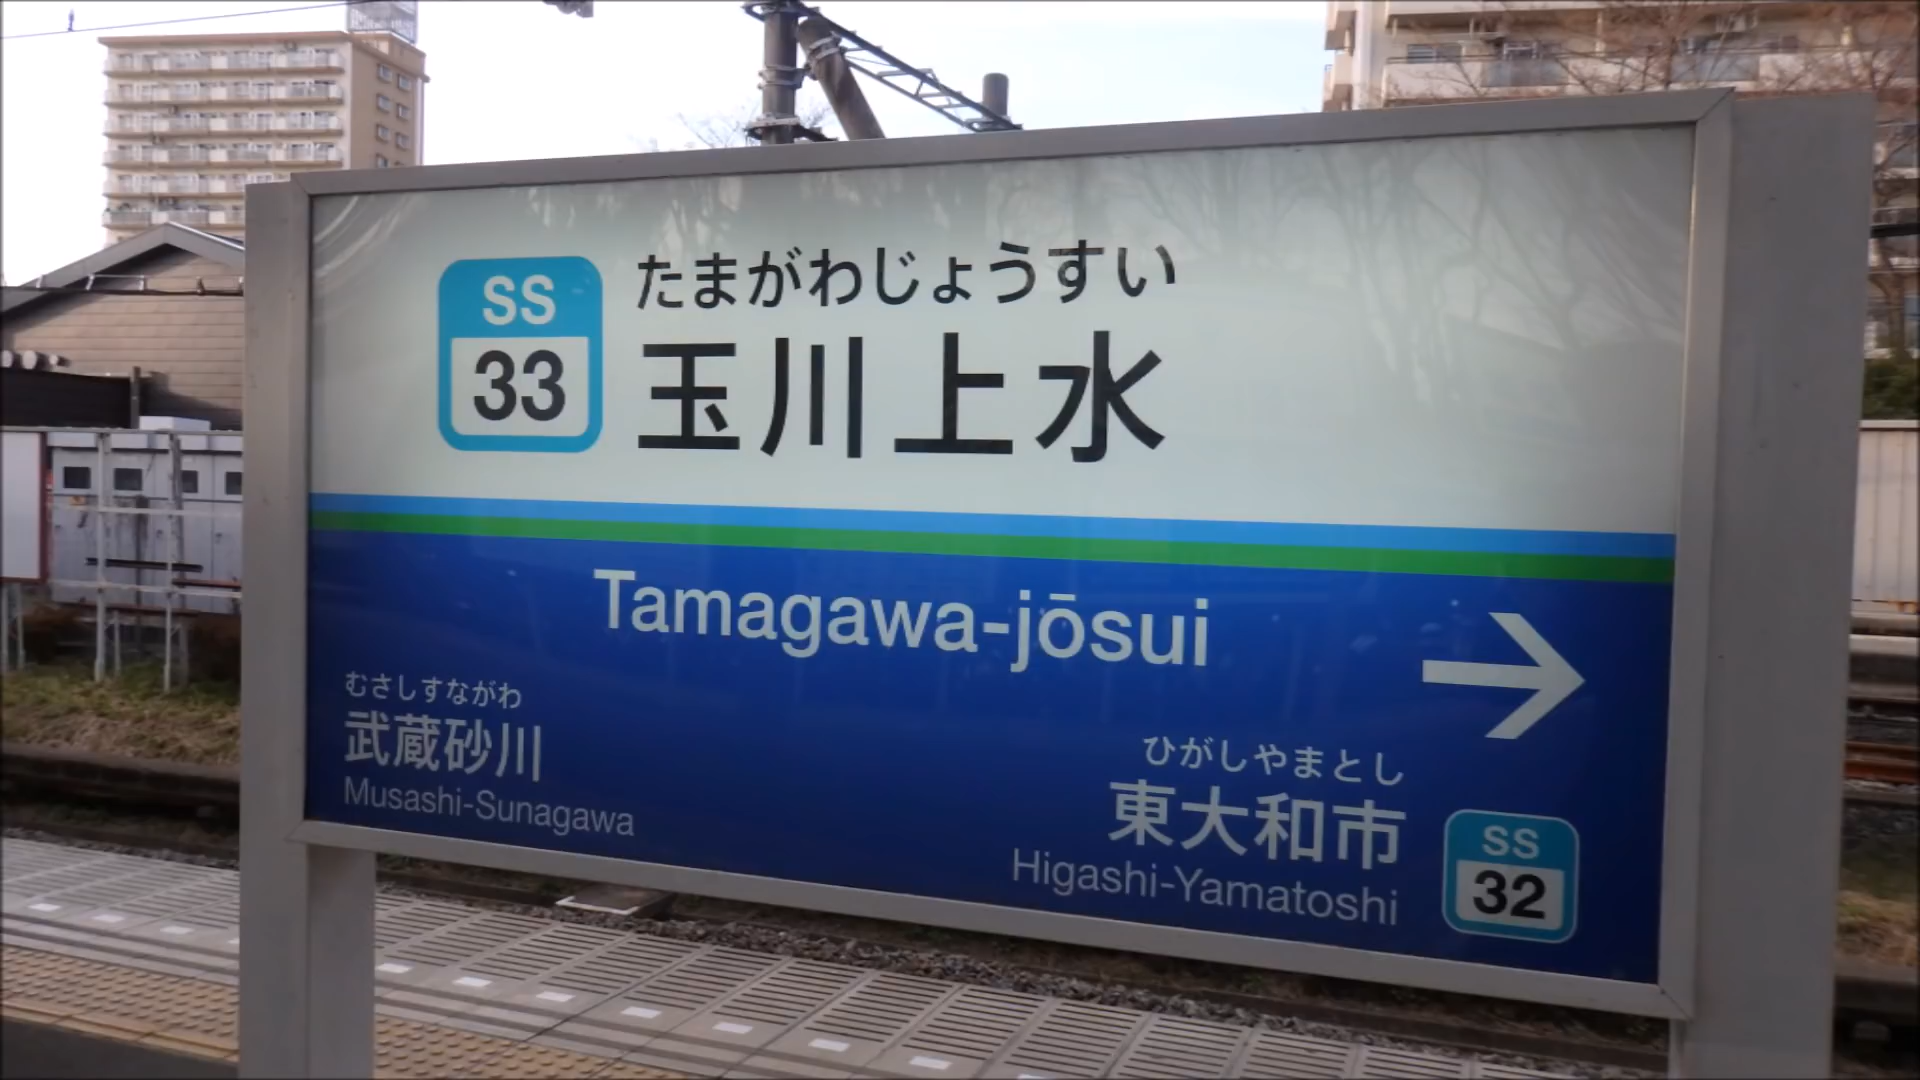 SS
33
たまがわじょうすい
玉川上水
Tamagawa-jōsui
むさしすながわ
武蔵砂川
Musashi-Sunagawa
ひがしやまとし
東大和市
Higashi-Yamatoshi
SS
32